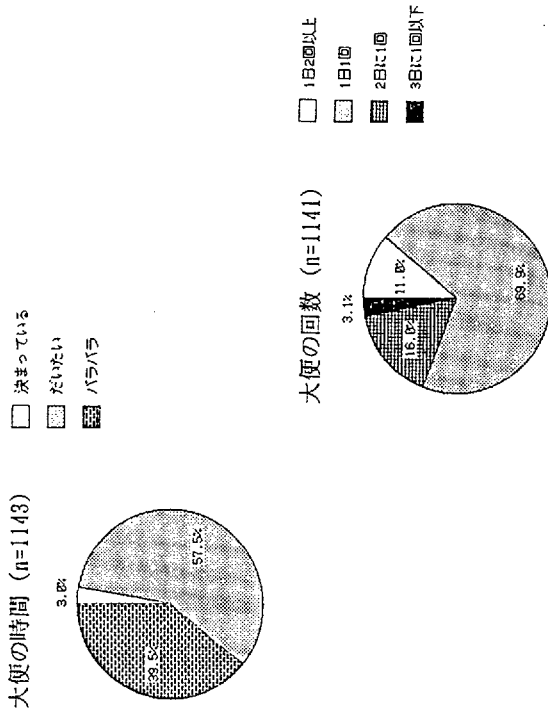 大便の時間 (n=1143)
決まっている
だいたい
バラバラ
3.0%
57.5%
39.5%
大便の回数 (n=1141)
1日2回以上
1日1回
2日に1回
3日に1回以下
3.1%
11.0%
16.0%
69.9%